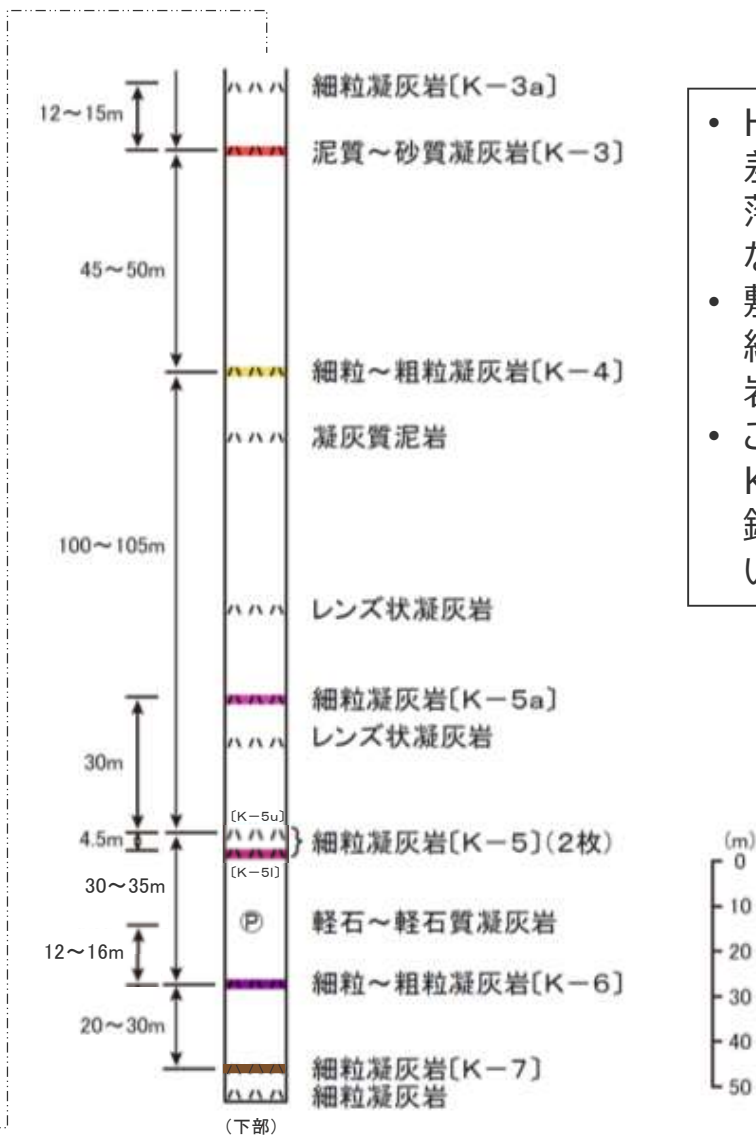 細粒凝灰岩〔K－3a〕
12～15m
泥質～砂質凝灰岩〔K－3〕
45～50m
細粒～粗粒凝灰岩〔K－4〕
凝灰質泥岩
100～105m
レンズ状凝灰岩
細粒凝灰岩〔K－5a〕
レンズ状凝灰岩
30m
〔K－5u〕
4.5m
細粒凝灰岩〔K－5〕（2枚）
〔K－5l〕
30～35m
Ⓟ
軽石～軽石質凝灰岩
12～16m
細粒～粗粒凝灰岩〔K－6〕
20～30m
細粒凝灰岩〔K－7〕
細粒凝灰岩
（下部）
(m)
0
10
20
30
40
50
•
•
•
こ
K
い